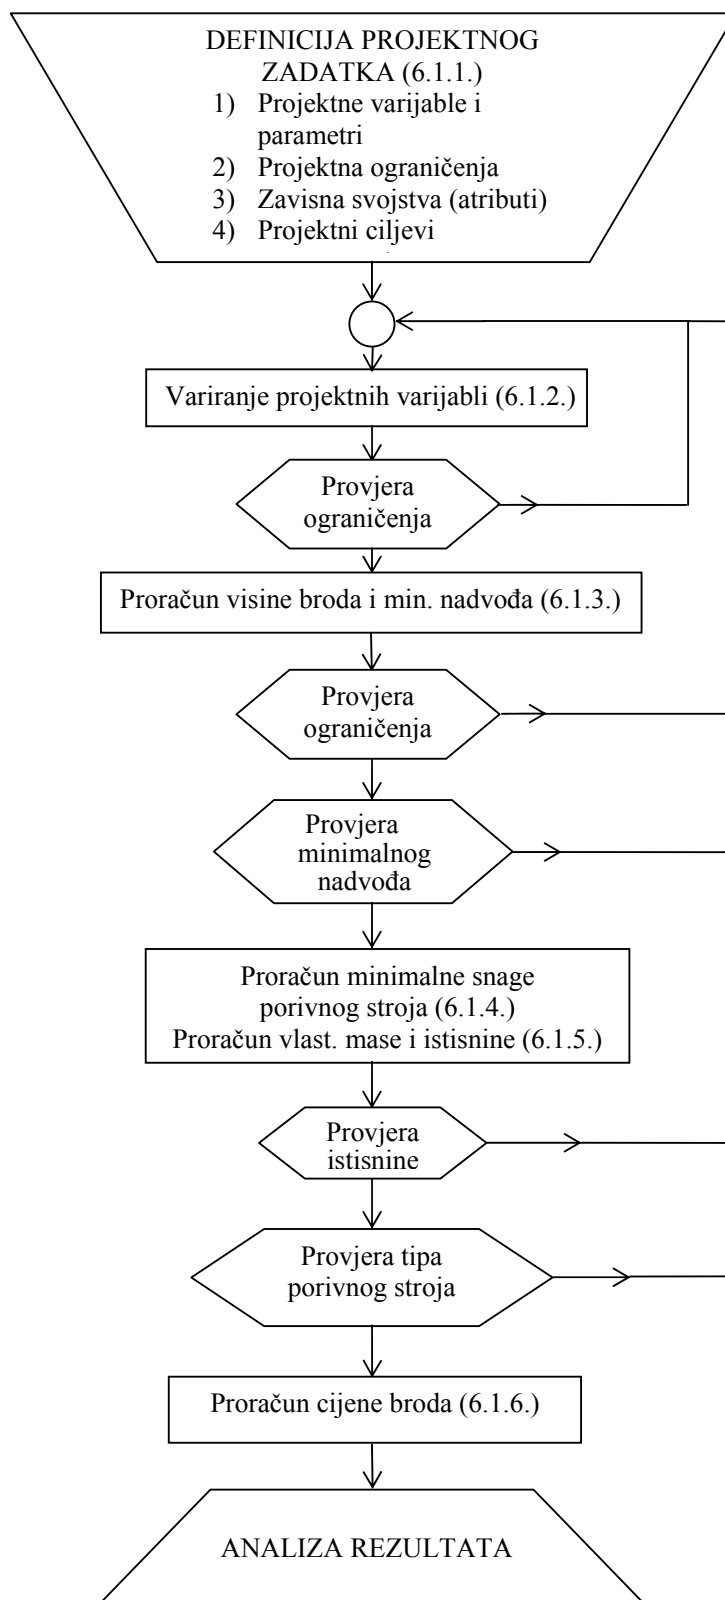 DEFINICIJA PROJEKTNOG
ZADATKA (6.1.1.)
1) Projektne varijable i
parametri
2) Projektna ograničenja
3) Zavisna svojstva (atributi)
4) Projektni ciljevi
Variranje projektnih varijabli (6.1.2.)
Provjera
ograničenja
Proračun visine broda i min. nadvođa (6.1.3.)
Provjera
ograničenja
Provjera
minimalnog
nadvođa
Proračun minimalne snage
porivnog stroja (6.1.4.)
Proračun vlast. mase i istisnine (6.1.5.)
Provjera
istisnine
Provjera tipa
porivnog stroja
Proračun cijene broda (6.1.6.)
ANALIZA REZULTATA